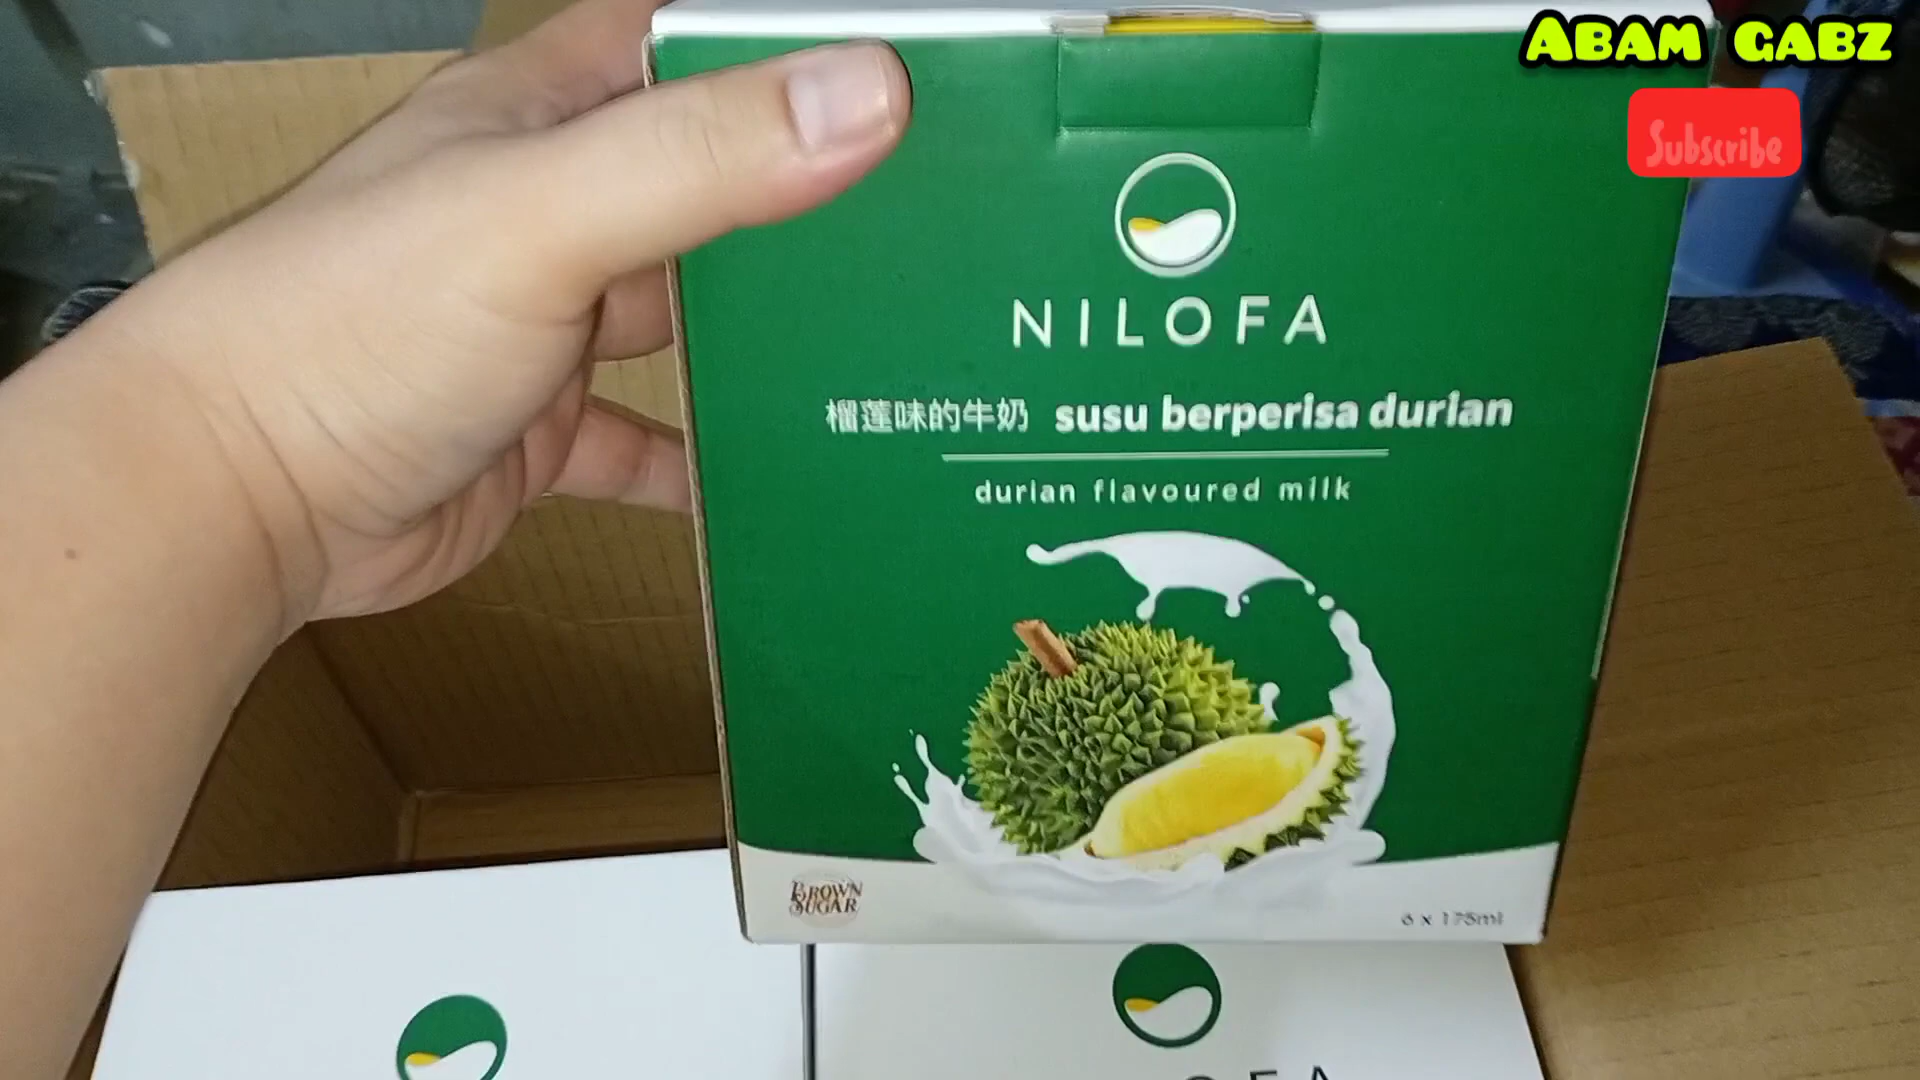 ABAM GABZ
Subscribe
NILOFA
榴莲味的牛奶 susu berperisa durian
durian flavoured milk
BROWN
SUGAR
6 x 175ml
OFA